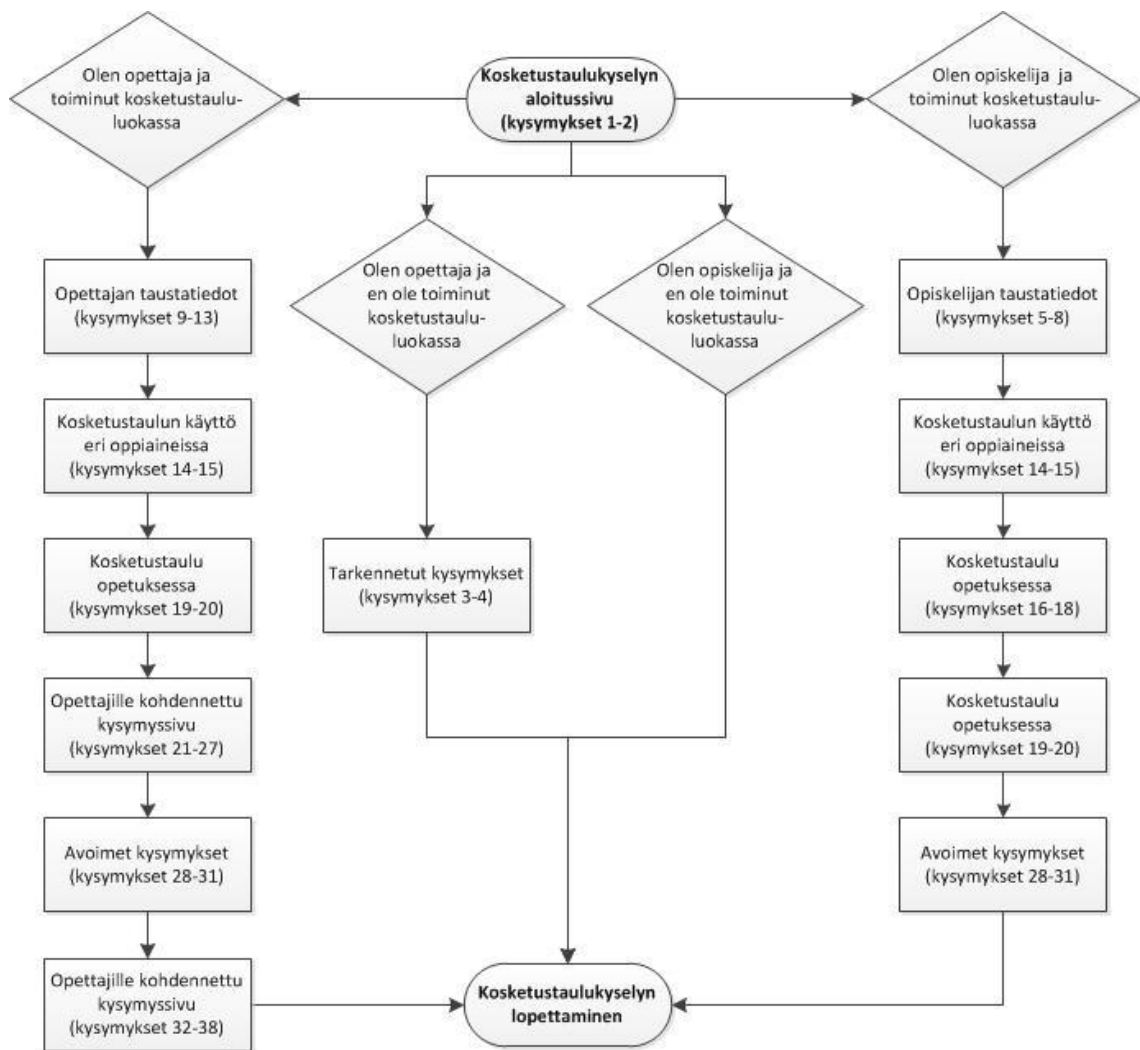 Olen opettaja ja
toiminut kosketustaulu-
luokassa
Kosketustaulukyselyn
aloitussivu
(kysymykset 1-2)
Olen opiskelija ja
toiminut kosketustaulu-
luokassa
Opettajan taustatiedot
(kysymykset 9-13)
Kosketustaulun käyttö
eri oppiaineissa
(kysymykset 14-15)
Kosketustaulu
opetuksessa
(kysymykset 19-20)
Opettajille kohdennettu
kysymyssivu
(kysymykset 21-27)
Avoimet kysymykset
(kysymykset 28-31)
Opettajille kohdennettu
kysymyssivu
(kysymykset 32-38)
Olen opettaja ja
en ole toiminut
kosketustaulu-
luokassa
Tarkennetut kysymykset
(kysymykset 3-4)
Olen opiskelija ja
en ole toiminut
kosketustaulu-
luokassa
Opiskelijan taustatiedot
(kysymykset 5-8)
Kosketustaulun käyttö
eri oppiaineissa
(kysymykset 14-15)
Kosketustaulu
opetuksessa
(kysymykset 16-18)
Kosketustaulu
opetuksessa
(kysymykset 19-20)
Avoimet kysymykset
(kysymykset 28-31)
Kosketustaulukyselyn
lopettaminen